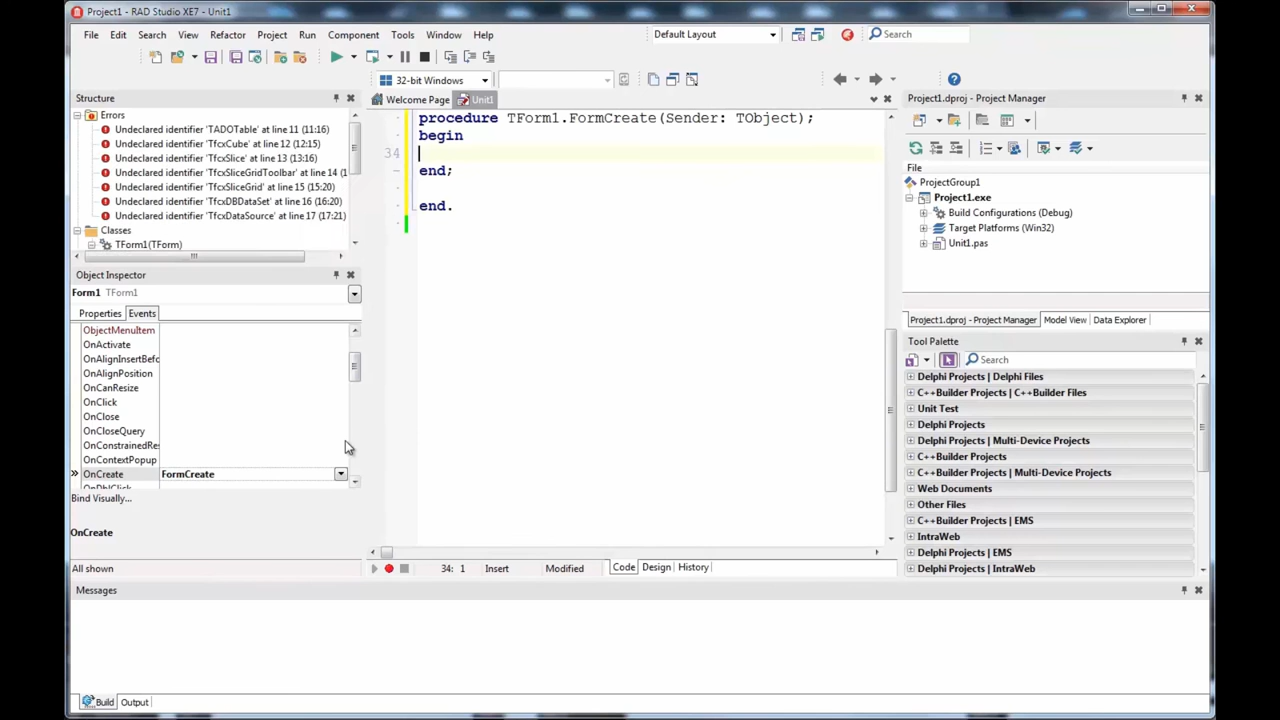 Project1 - RAD Studio XE7 - Unit1
File Edit Search View Refactor Project Run Component Tools Window Help
Default Layout
Search
32-bit Windows
Structure
Errors
Undeclared identifier 'TADOTable' at line 11 (11:16)
Undeclared identifier 'TfcxCube' at line 12 (12:15)
Undeclared identifier 'TfcxSlice' at line 13 (13:16)
Undeclared identifier 'TfcxSliceGridToolbar' at line 14 (1
Undeclared identifier 'TfcxSliceGrid' at line 15 (15:20)
Undeclared identifier 'TfcxDBDataSet' at line 16 (16:20)
Undeclared identifier 'TfcxDataSource' at line 17 (17:21)
Classes
TForm1(TForm)
Object Inspector
Form1 TForm1
Properties Events
ObjectMenuItem
OnActivate
OnAlignInsertBefo
OnAlignPosition
OnCanResize
OnClick
OnClose
OnCloseQuery
OnConstrainedRes
OnContextPopup
» OnCreate FormCreate
OnDblClick
Bind Visually...
OnCreate
All shown
Welcome Page Unit1
procedure TForm1.FormCreate(Sender: TObject);
begin
34
end;
end.
34: 1 Insert Modified Code Design History
Project1.dproj - Project Manager
File
ProjectGroup1
Project1.exe
Build Configurations (Debug)
Target Platforms (Win32)
Unit1.pas
Project1.dproj - Project Manager Model View Data Explorer
Tool Palette
Search
Delphi Projects | Delphi Files
C++Builder Projects | C++Builder Files
Unit Test
Delphi Projects
Delphi Projects | Multi-Device Projects
C++Builder Projects
C++Builder Projects | Multi-Device Projects
Web Documents
Other Files
C++Builder Projects | EMS
IntraWeb
Delphi Projects | EMS
Delphi Projects | IntraWeb
Messages
Build Output